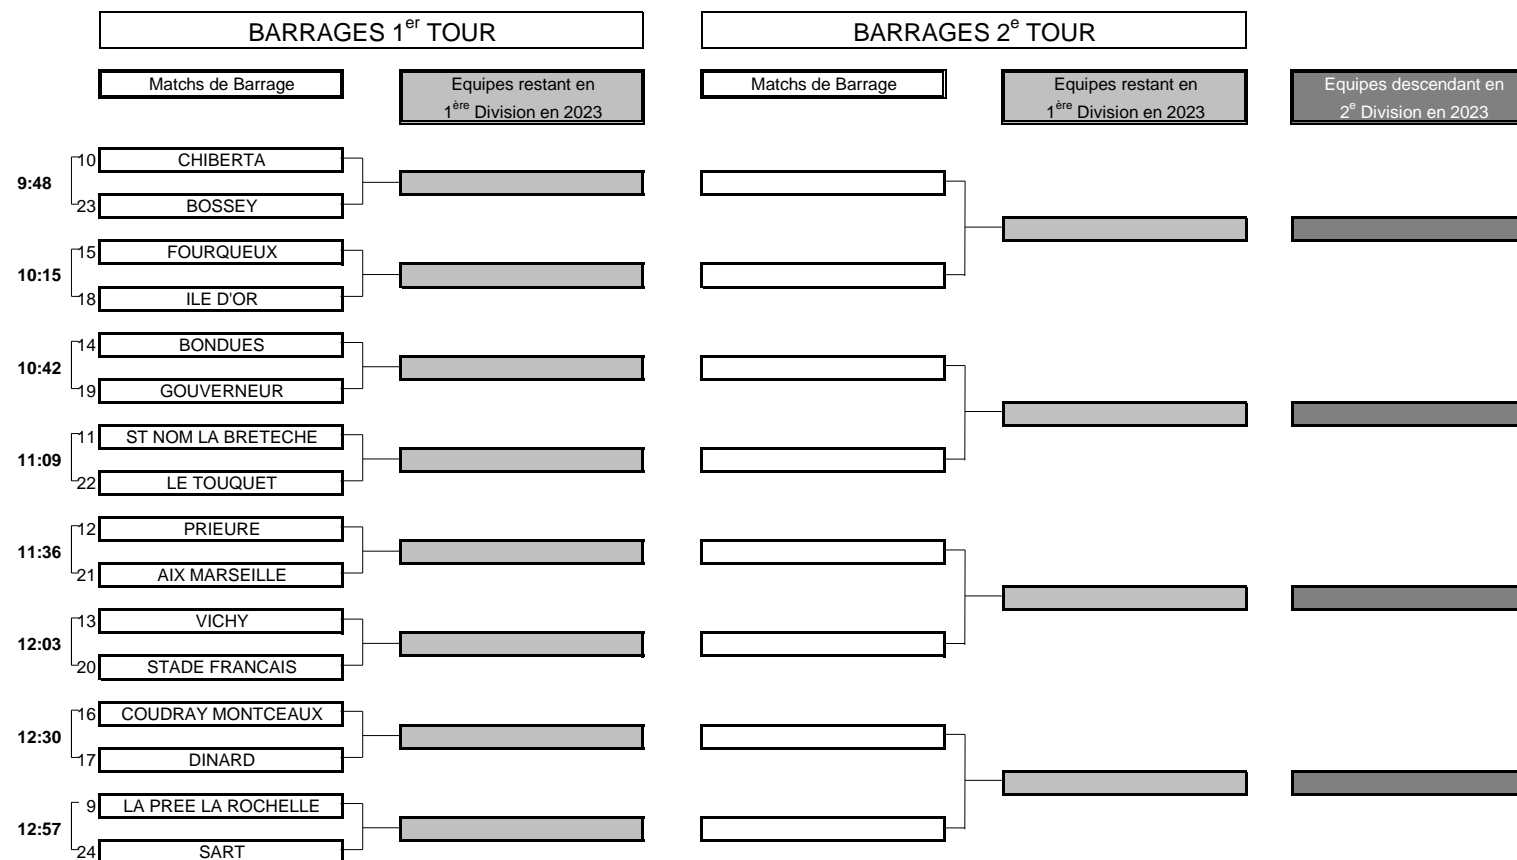 BARRAGES 1er TOUR
BARRAGES 2e TOUR
Matchs de Barrage
Equipes restant en
1ère Division en 2023
Matchs de Barrage
Equipes restant en
1ère Division en 2023
Equipes descendant en
2e Division en 2023
10 CHIBERTA
9:48
23 BOSSEY
15 FOURQUEUX
10:15
18 ILE D'OR
14 BONDUES
10:42
19 GOUVERNEUR
11 ST NOM LA BRETECHE
11:09
22 LE TOUQUET
12 PRIEURE
11:36
21 AIX MARSEILLE
13 VICHY
12:03
20 STADE FRANCAIS
16 COUDRAY MONTCEAUX
12:30
17 DINARD
9 LA PREE LA ROCHELLE
12:57
24 SART